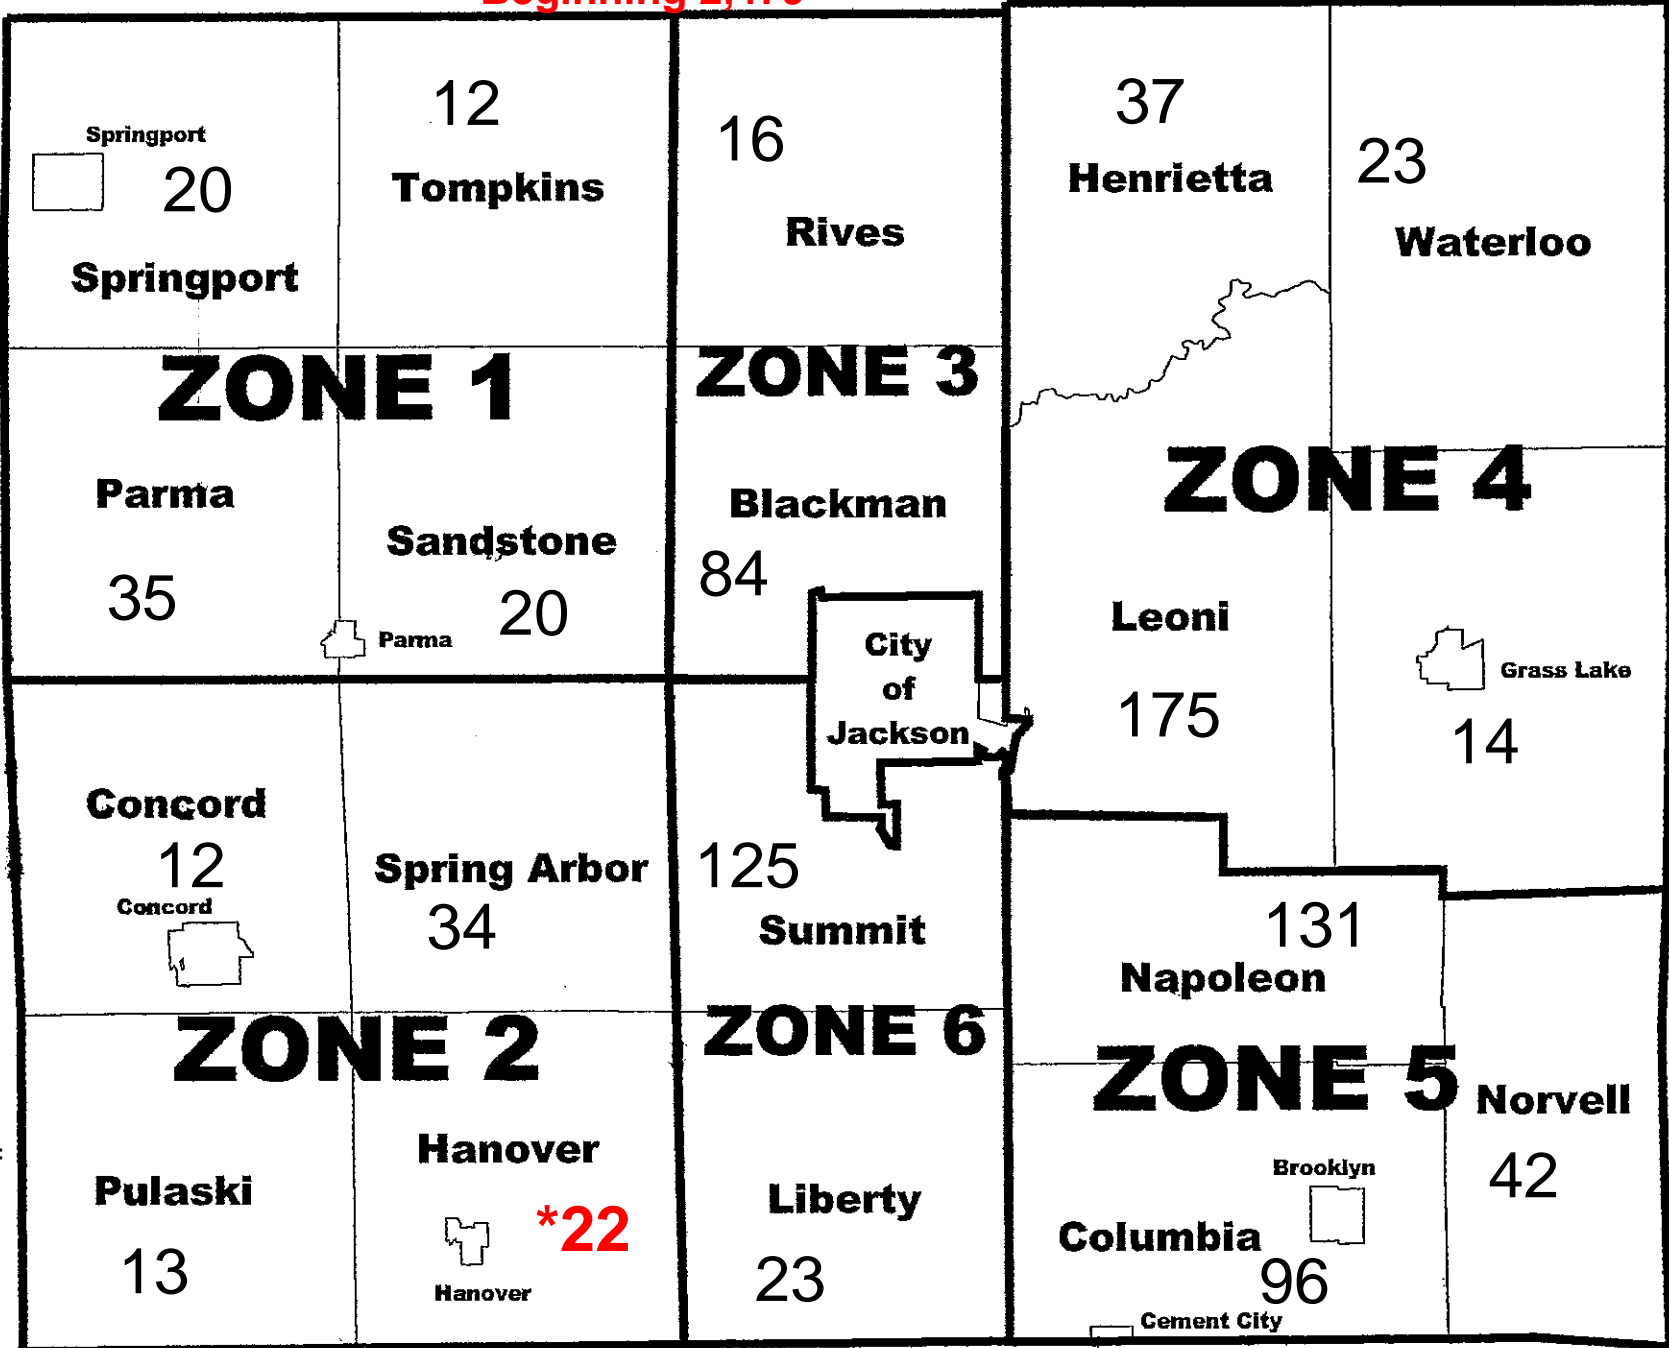 Beginning
Springport
20
Springport
12
Tompkins
16
Rives
37
Henrietta
23
Waterloo
ZONE 1
ZONE 3
ZONE 4
Parma
35
Sandstone
20
Parma
Blackman
84
City
of
Jackson
Leoni
175
Grass Lake
14
Concord
12
Concord
Spring Arbor
34
125
Summit
131
Napoleon
ZONE 2
ZONE 6
ZONE 5
Norvell
42
Pulaski
13
Hanover
*22
Hanover
Liberty
23
Brooklyn
Columbia
96
Cement City